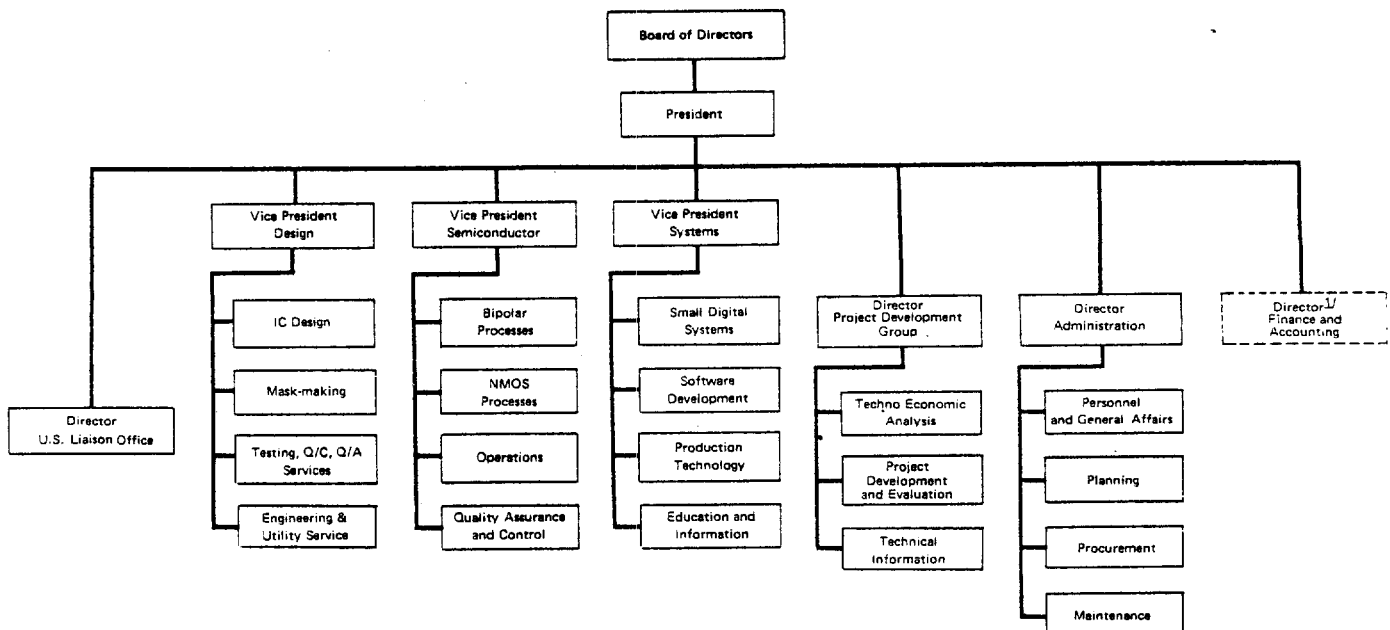 Board of Directors
President
Vice President
Design
Vice President
Semiconductor
Vice President
Systems
Director
U.S. Liaison Office
IC Design
Mask-making
Testing, Q/C, Q/A
Services
Engineering &
Utility Service
Bipolar
Processes
NMOS
Processes
Operations
Quality Assurance
and Control
Small Digital
Systems
Software
Development
Production
Technology
Education and
Information
Director
Project Development
Group
Techno Economic
Analysis
Project
Development
and Evaluation
Technical
Information
Director
Administration
Personnel
and General Affairs
Planning
Procurement
Maintenance
Director 1/
Finance and
Accounting